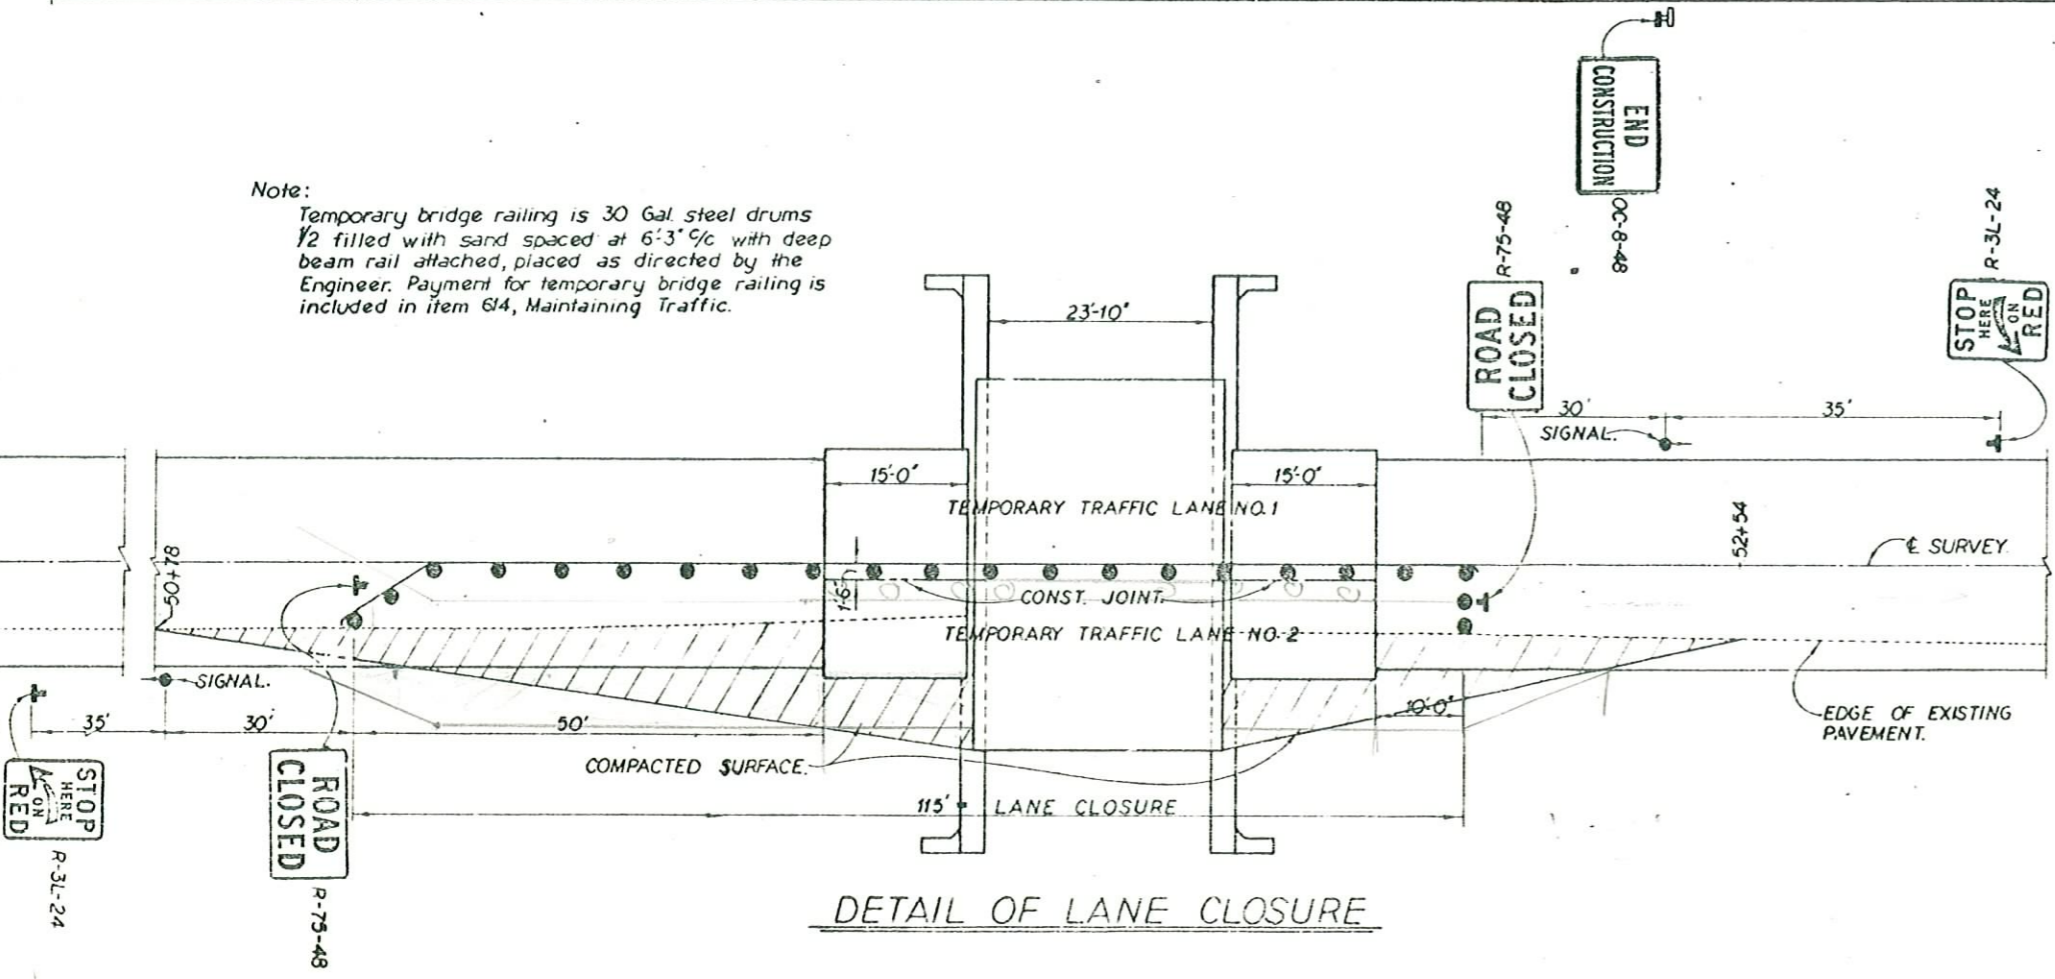 Note:
Temporary bridge railing is 30 Gal. steel drums
1/2 filled with sand spaced at 6'-3" c/c with deep
beam rail attached, placed as directed by the
Engineer. Payment for temporary bridge railing is
included in item 614, Maintaining Traffic.
END
CONSTRUCTION
OC-8-48
R-75-48
ROAD
CLOSED
R-3L-24
STOP
HERE
ON
RED
23'-10"
30'
35'
SIGNAL.
15'-0"
15'-0"
TEMPORARY TRAFFIC LANE NO.1
50+78
52+54
℄ SURVEY.
1'-6"
CONST. JOINT.
TEMPORARY TRAFFIC LANE NO. 2
SIGNAL.
35'
30'
50'
10'-0"
EDGE OF EXISTING
PAVEMENT.
COMPACTED SURFACE.
115' LANE CLOSURE
STOP
HERE
ON
RED
R-3L-24
ROAD
CLOSED
R-75-48
DETAIL OF LANE CLOSURE